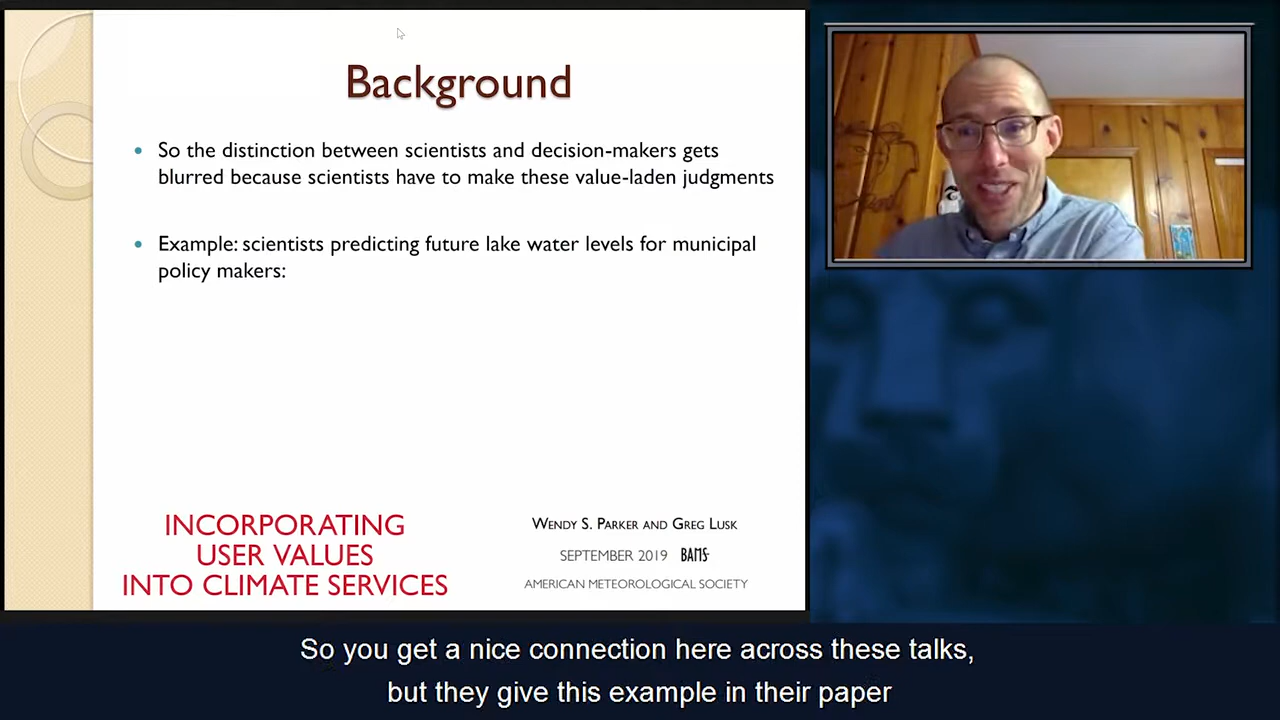 Background
• So the distinction between scientists and decision-makers gets
blurred because scientists have to make these value-laden judgments
• Example: scientists predicting future lake water levels for municipal
policy makers:
INCORPORATING
USER VALUES
INTO CLIMATE SERVICES
Wendy S. Parker and Greg Lusk
SEPTEMBER 2019 BAMS
AMERICAN METEOROLOGICAL SOCIETY
So you get a nice connection here across these talks,
but they give this example in their paper